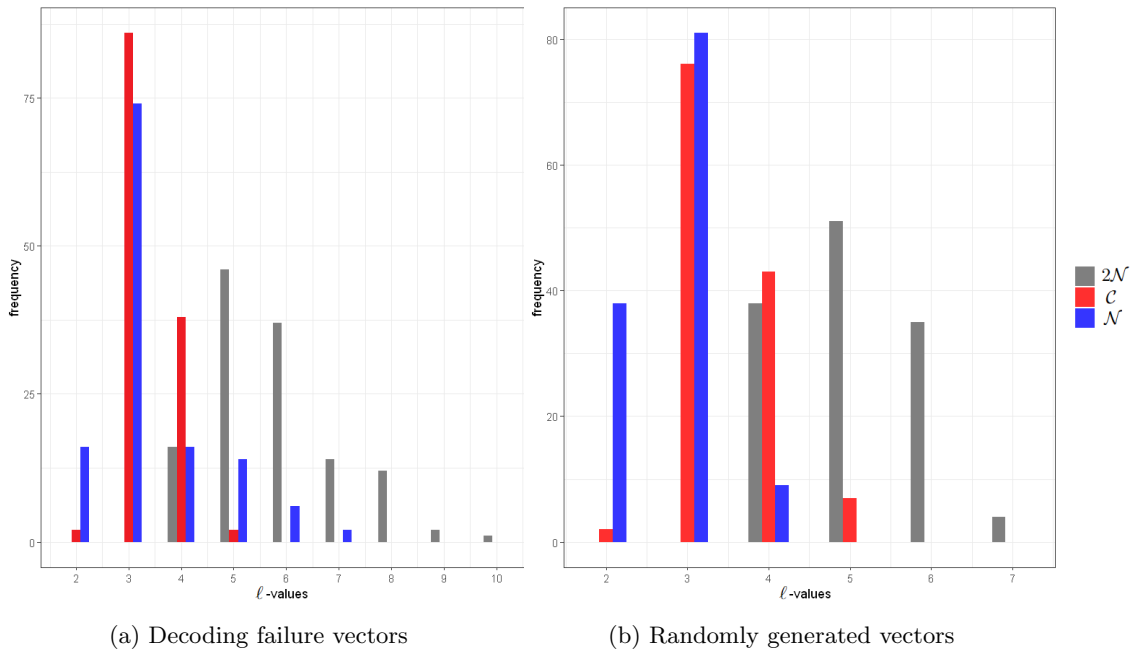 75
50
25
0
frequency
2 3 4 5 6 7 8 9 10
ℓ -values
(a) Decoding failure vectors
80
60
40
20
0
frequency
2 3 4 5 6 7
ℓ -values
(b) Randomly generated vectors
2𝒩
𝒞
𝒩